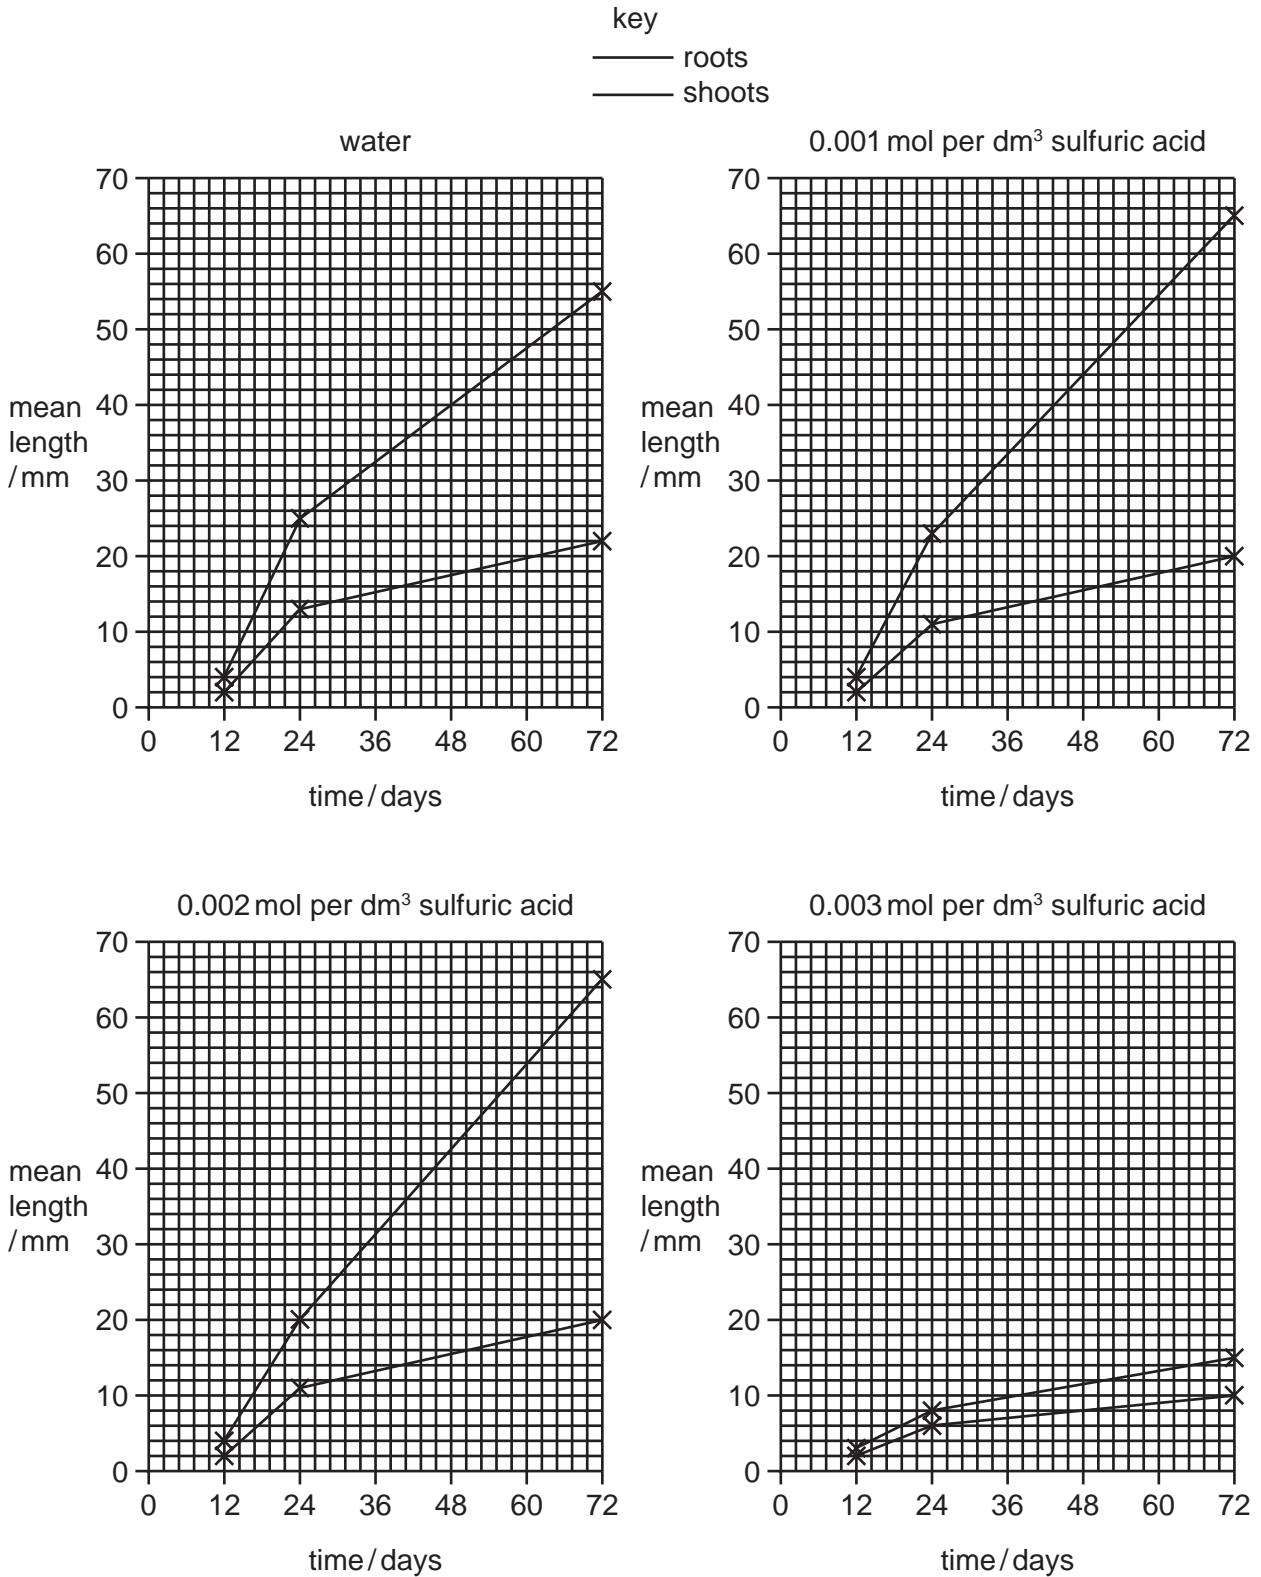 key
roots
shoots
water
70
60
50
40
30
20
10
0
mean
length
/mm
0 12 24 36 48 60 72
time/days
0.001 mol per dm³ sulfuric acid
70
60
50
40
30
20
10
0
mean
length
/mm
0 12 24 36 48 60 72
time/days
0.002 mol per dm³ sulfuric acid
70
60
50
40
30
20
10
0
mean
length
/mm
0 12 24 36 48 60 72
time/days
0.003 mol per dm³ sulfuric acid
70
60
50
40
30
20
10
0
mean
length
/mm
0 12 24 36 48 60 72
time/days